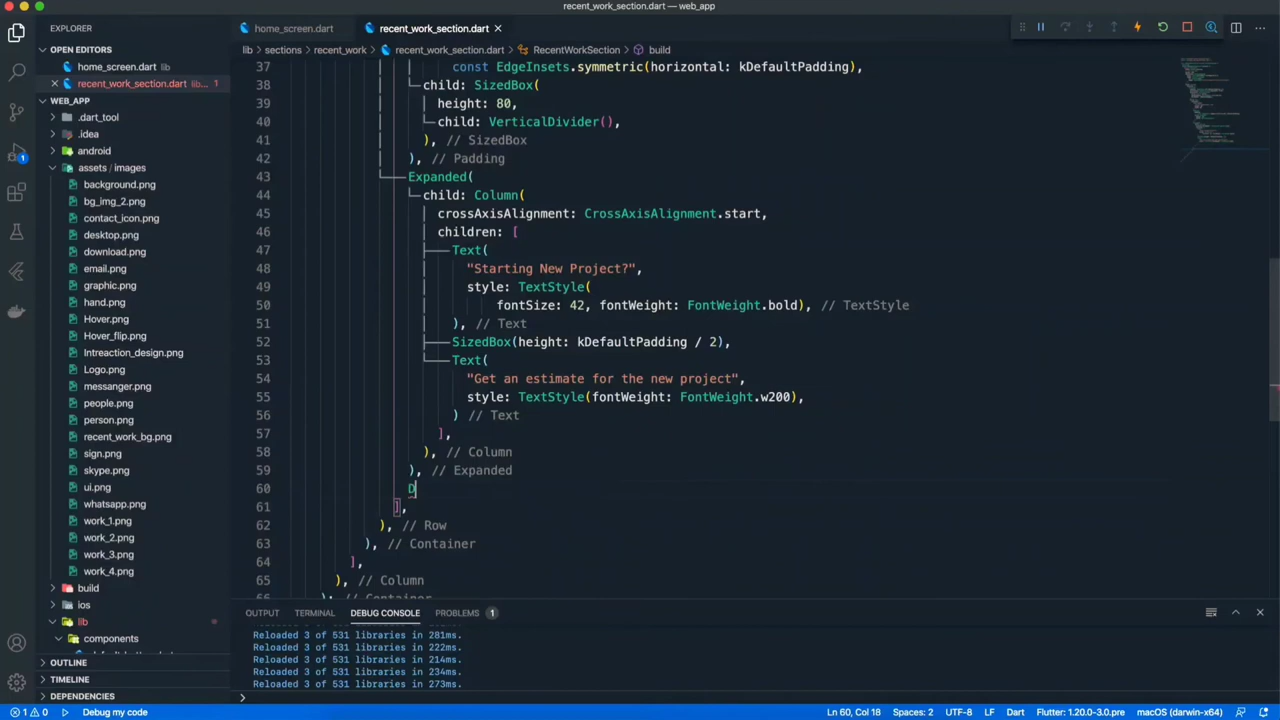 recent_work_section.dart — web_app
EXPLORER
home_screen.dart
recent_work_section.dart
OPEN EDITORS
home_screen.dart lib
recent_work_section.dart lib... 1
WEB_APP
.dart_tool
.idea
android
assets / images
background.png
bg_img_2.png
contact_icon.png
desktop.png
download.png
email.png
graphic.png
hand.png
Hover.png
Hover_flip.png
Intreaction_design.png
Logo.png
messanger.png
people.png
person.png
recent_work_bg.png
sign.png
skype.png
ui.png
whatsapp.png
work_1.png
work_2.png
work_3.png
work_4.png
build
ios
lib
components
OUTLINE
TIMELINE
DEPENDENCIES
lib > sections > recent_work > recent_work_section.dart > RecentWorkSection > build
37 const EdgeInsets.symmetric(horizontal: kDefaultPadding),
38 child: SizedBox(
39 height: 80,
40 child: VerticalDivider(),
41 ), // SizedBox
42 ), // Padding
43 Expanded(
44 child: Column(
45 crossAxisAlignment: CrossAxisAlignment.start,
46 children: [
47 Text(
48 "Starting New Project?",
49 style: TextStyle(
50 fontSize: 42, fontWeight: FontWeight.bold), // TextStyle
51 ), // Text
52 SizedBox(height: kDefaultPadding / 2),
53 Text(
54 "Get an estimate for the new project",
55 style: TextStyle(fontWeight: FontWeight.w200),
56 ) // Text
57 ],
58 ), // Column
59 ), // Expanded
60 D
61 ],
62 ), // Row
63 ), // Container
64 ],
65 ), // Column
66 ), // Container
OUTPUT TERMINAL DEBUG CONSOLE PROBLEMS 1
Reloaded 3 of 531 libraries in 281ms.
Reloaded 3 of 531 libraries in 222ms.
Reloaded 3 of 531 libraries in 214ms.
Reloaded 3 of 531 libraries in 234ms.
Reloaded 3 of 531 libraries in 273ms.
1 0 Debug my code
Ln 60, Col 18 Spaces: 2 UTF-8 LF Dart Flutter: 1.20.0-3.0.pre macOS (darwin-x64)